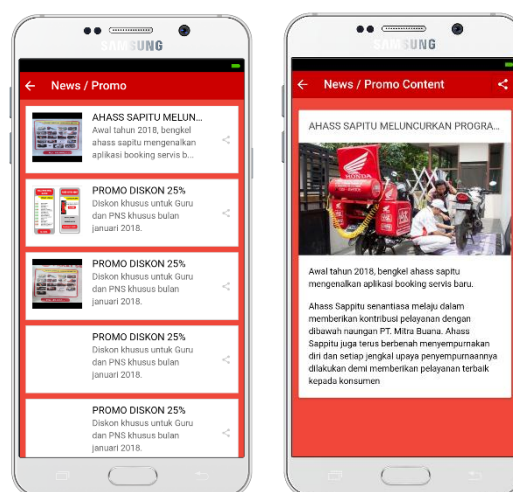 SAMSUNG
News / Promo
AHASS SAPITU MELUN...
Awal tahun 2018, bengkel
ahass sapitu mengenalkan
aplikasi booking servis b...
PROMO DISKON 25%
Diskon khusus untuk Guru
dan PNS khusus bulan
januari 2018.
PROMO DISKON 25%
Diskon khusus untuk Guru
dan PNS khusus bulan
januari 2018.
PROMO DISKON 25%
Diskon khusus untuk Guru
dan PNS khusus bulan
januari 2018.
PROMO DISKON 25%
Diskon khusus untuk Guru
dan PNS khusus bulan
januari 2018.
SAMSUNG
News / Promo Content
AHASS SAPITU MELUNCURKAN PROGRA...
HONDA
Awal tahun 2018, bengkel ahass sapitu
mengenalkan aplikasi booking servis baru.
Ahass Sappitu senantiasa melaju dalam
memberikan kontribusi pelayanan dengan
dibawah naungan PT. Mitra Buana. Ahass
Sappitu juga terus berbenah menyempurnakan
diri dan setiap jengkal upaya penyempurnaannya
dilakukan demi memberikan pelayanan terbaik
kepada konsumen